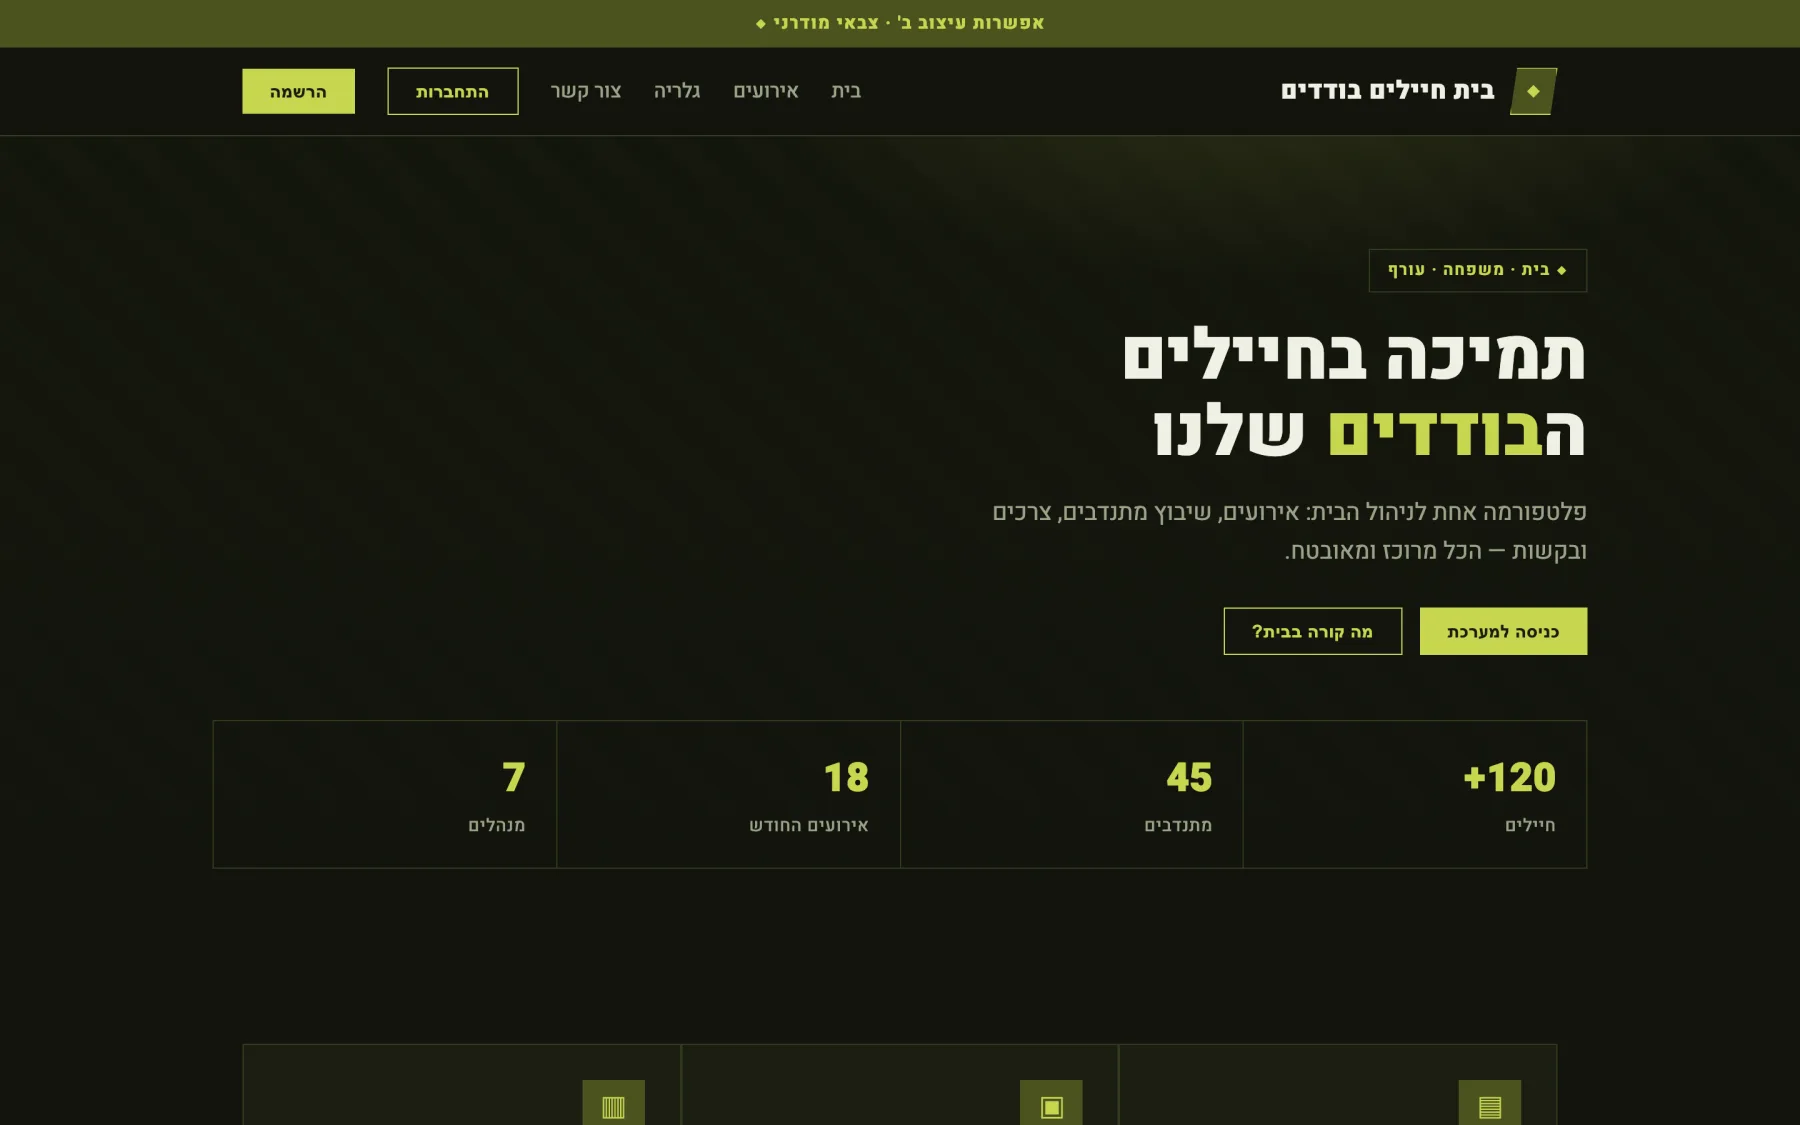 אפשרות עיצוב ב' · צבאי מודרני ◆
בית חיילים בודדים
בית
אירועים
גלריה
צור קשר
התחברות
הרשמה
◆ בית · משפחה · עורף
תמיכה בחיילים
הבודדים שלנו
פלטפורמה אחת לניהול הבית: אירועים, שיבוץ מתנדבים, צרכים
ובקשות — הכל מרוכז ומאובטח.
כניסה למערכת
מה קורה בבית?
120+
חיילים
45
מתנדבים
18
אירועים החודש
7
מנהלים